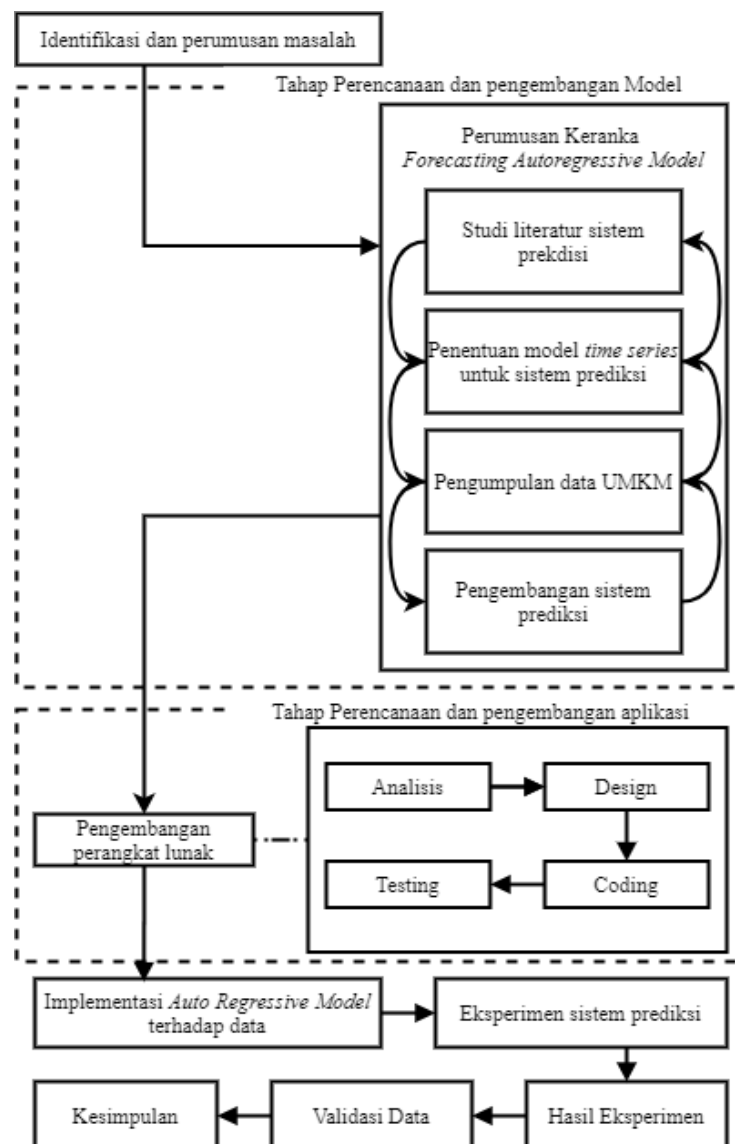 Identifikasi dan perumusan masalah
Tahap Perencanaan dan pengembangan Model
Perumusan Keranka
Forecasting Autoregressive Model
Studi literatur sistem
prekdisi
Penentuan model time series
untuk sistem prediksi
Pengumpulan data UMKM
Pengembangan sistem
prediksi
Tahap Perencanaan dan pengembangan aplikasi
Pengembangan
perangkat lunak
Analisis
Design
Testing
Coding
Implementasi Auto Regressive Model
terhadap data
Eksperimen sistem prediksi
Kesimpulan
Validasi Data
Hasil Eksperimen